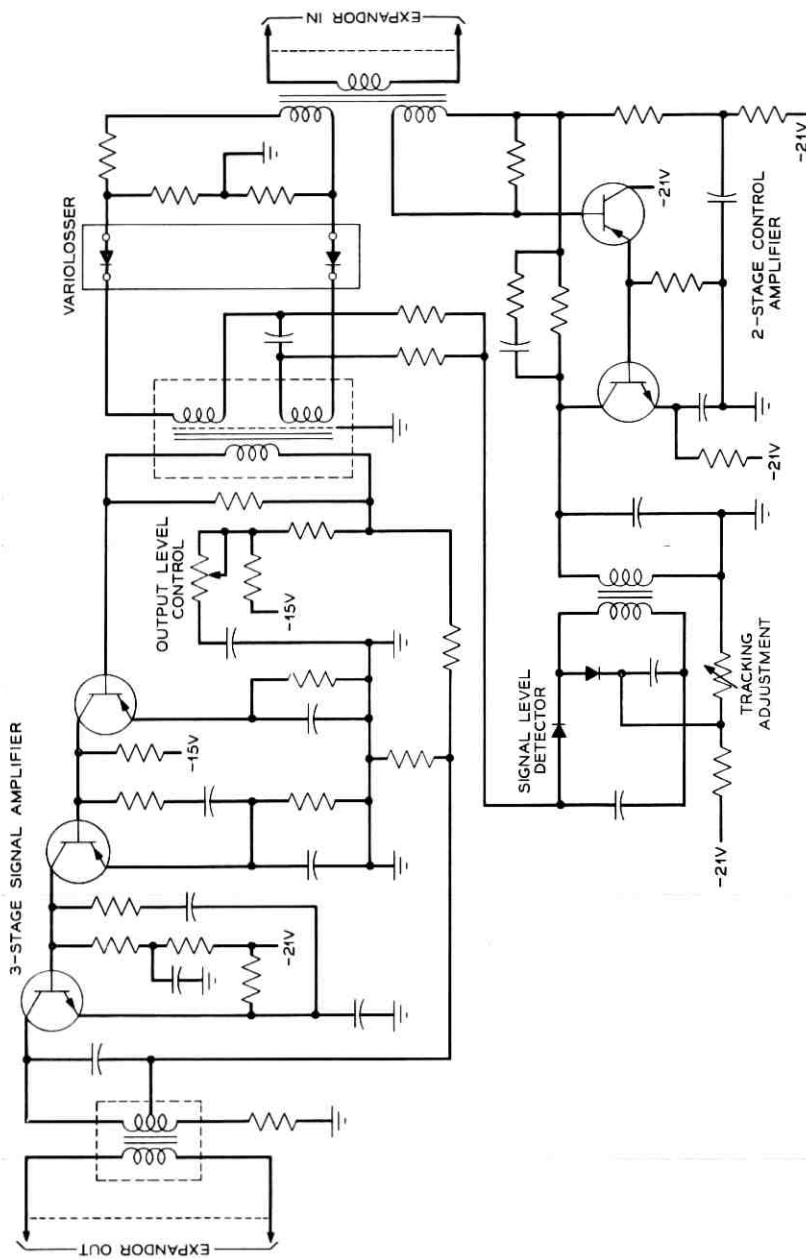 EXPANDOR IN
VARIOLOSSER
2-STAGE CONTROL
AMPLIFIER
-21V
-21V
-21V
OUTPUT LEVEL
CONTROL
-15V
3-STAGE SIGNAL AMPLIFIER
-15V
-21V
SIGNAL LEVEL
DETECTOR
TRACKING
ADJUSTMENT
-21V
EXPANDOR OUT